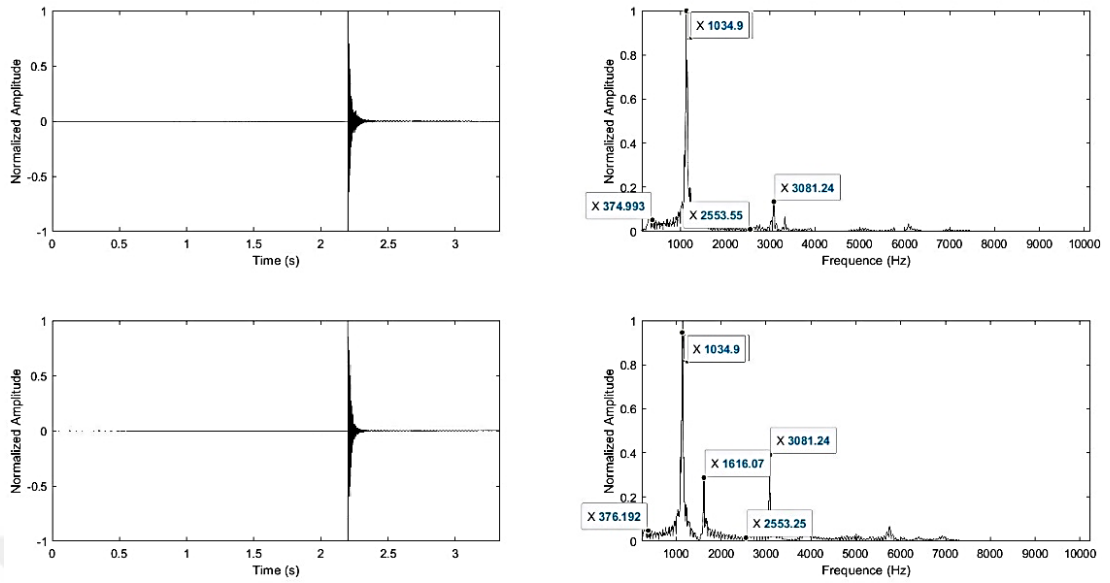 Normalized Amplitude
1
0.5
0
-0.5
-1
0 0.5 1 1.5 2 2.5 3
Time (s)
Normalized Amplitude
1
0.8
0.6
0.4
0.2
0
X 1034.9
X 3081.24
X 374.993
X 2553.55
1000 2000 3000 4000 5000 6000 7000 8000 9000 10000
Frequence (Hz)
Normalized Amplitude
1
0.5
0
-0.5
-1
0 0.5 1 1.5 2 2.5 3
Time (s)
Normalized Amplitude
1
0.8
0.6
0.4
0.2
0
X 1034.9
X 3081.24
X 1616.07
X 376.192
X 2553.25
1000 2000 3000 4000 5000 6000 7000 8000 9000 10000
Frequence (Hz)